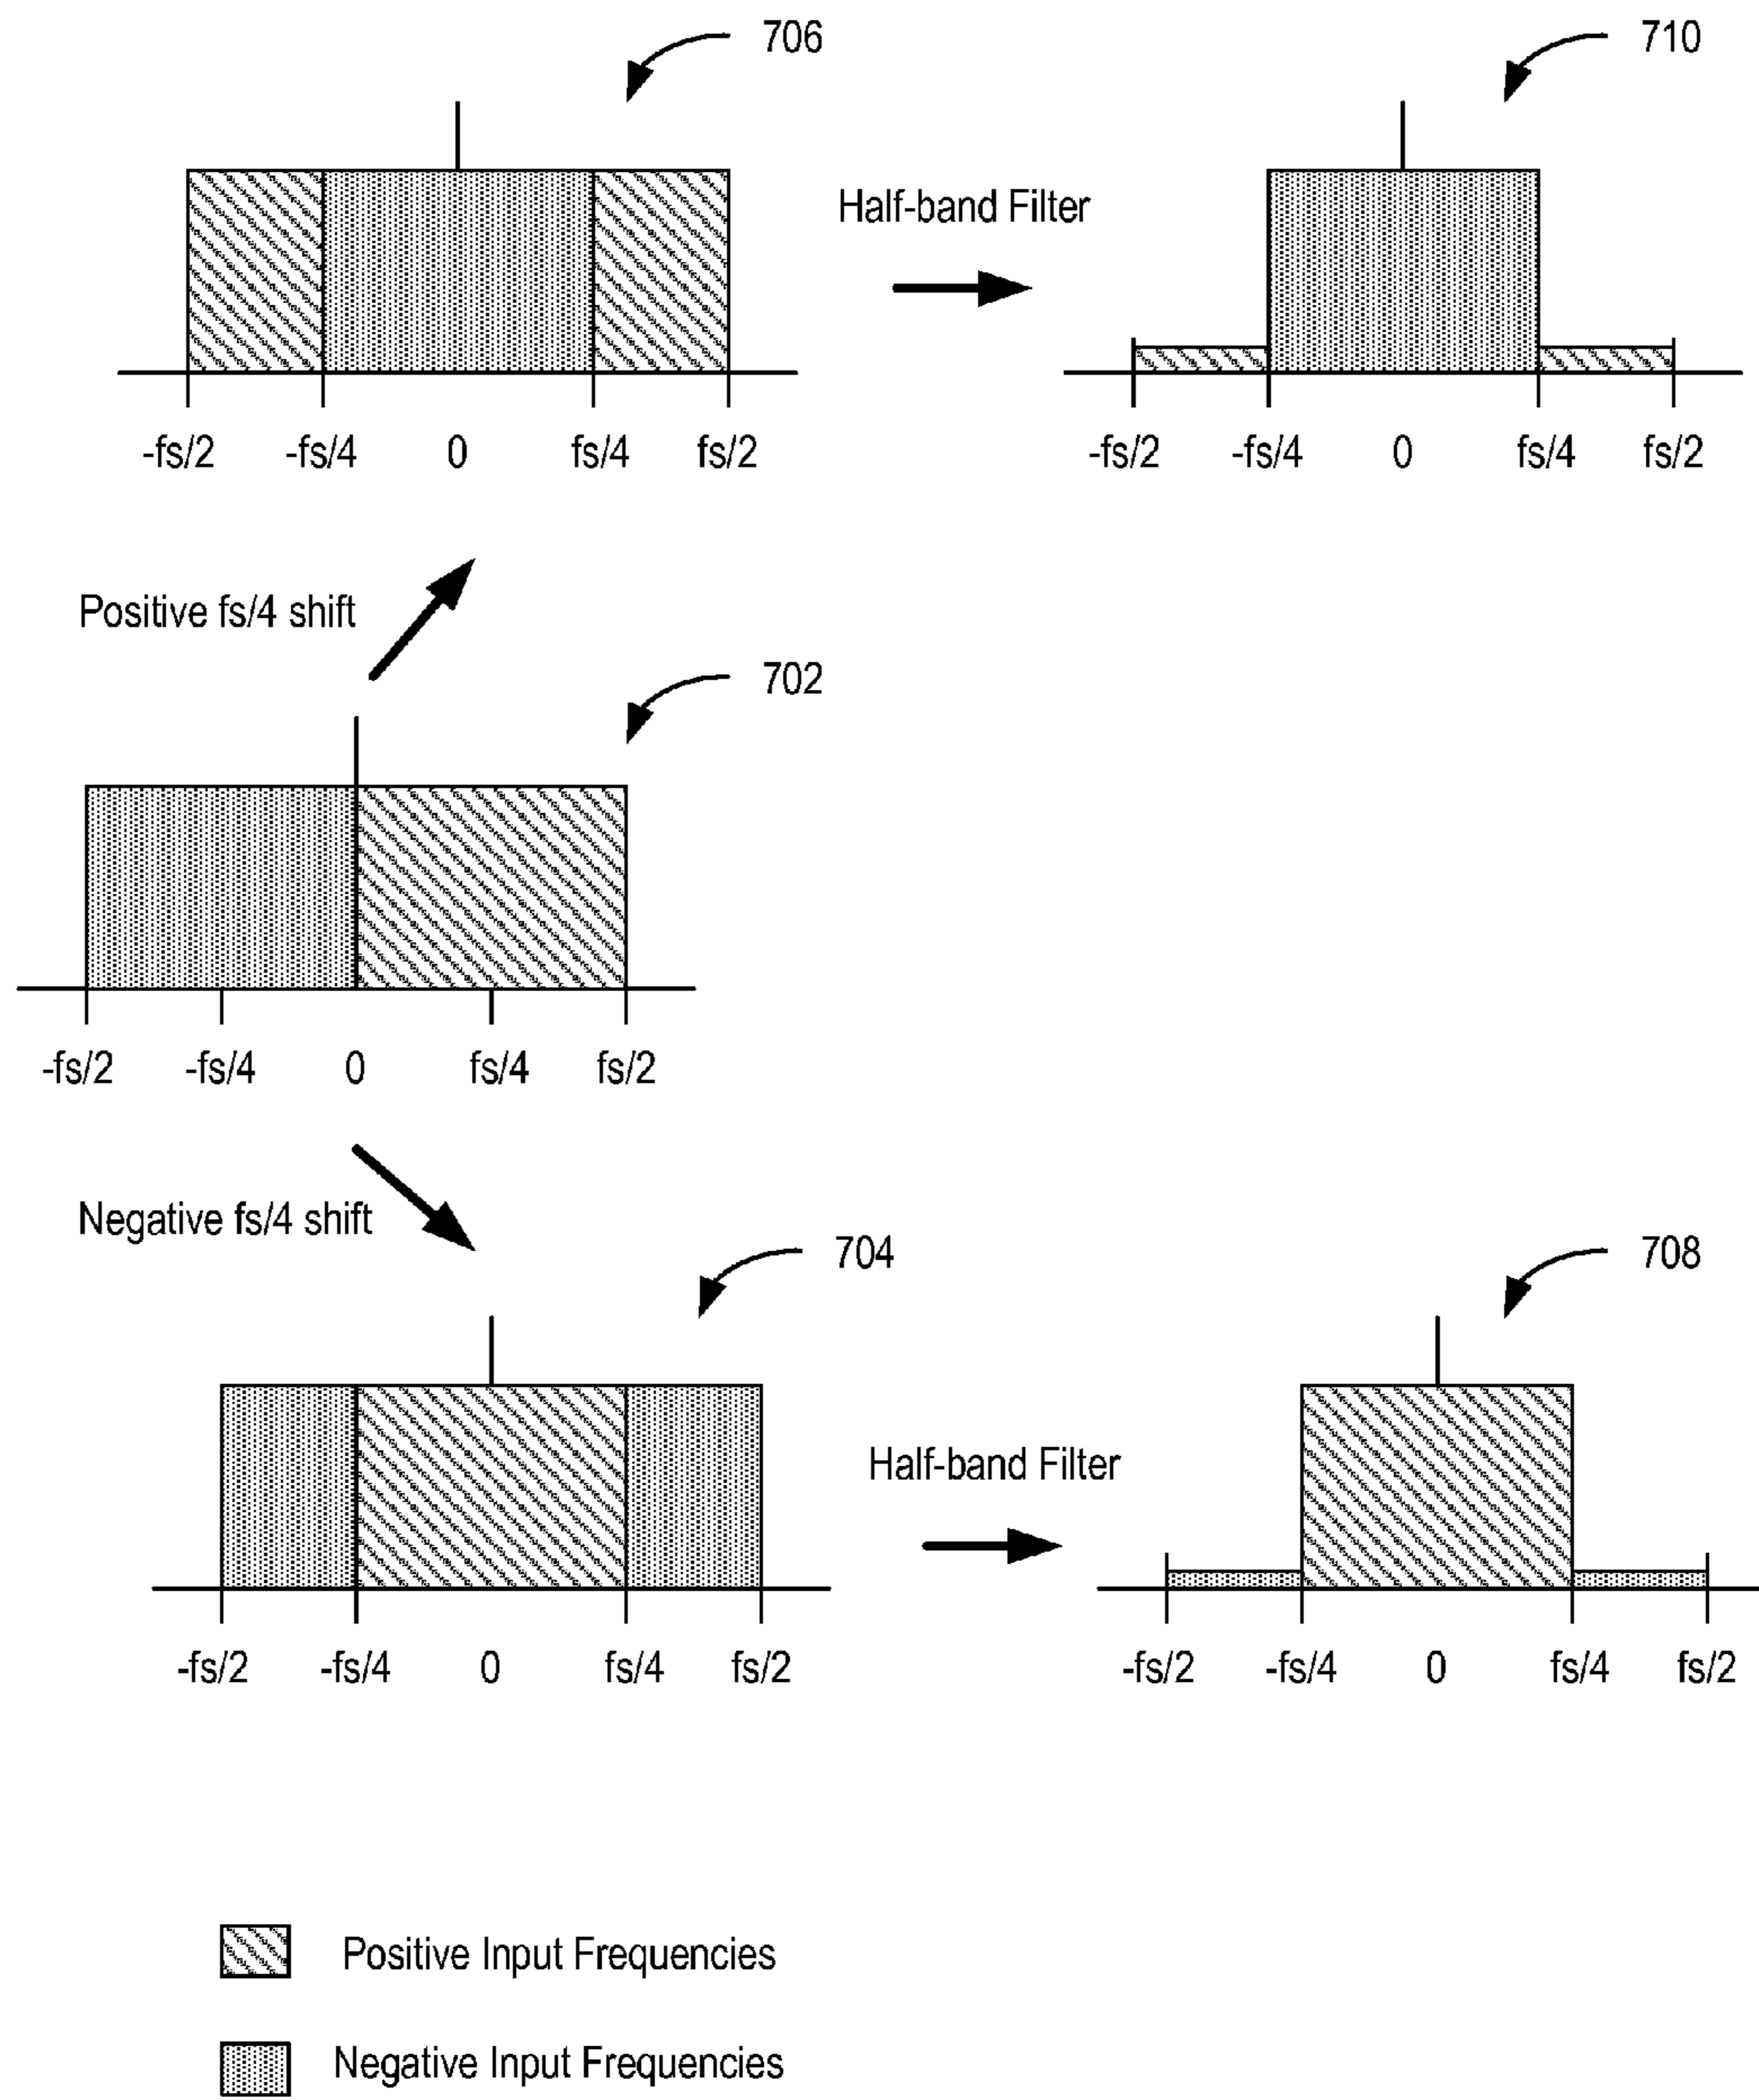 706
710
Half-band Filter
-fs/2 -fs/4 0 fs/4 fs/2
-fs/2 -fs/4 0 fs/4 fs/2
Positive fs/4 shift
702
-fs/2 -fs/4 0 fs/4 fs/2
Negative fs/4 shift
704
708
Half-band Filter
-fs/2 -fs/4 0 fs/4 fs/2
-fs/2 -fs/4 0 fs/4 fs/2
Positive Input Frequencies
Negative Input Frequencies